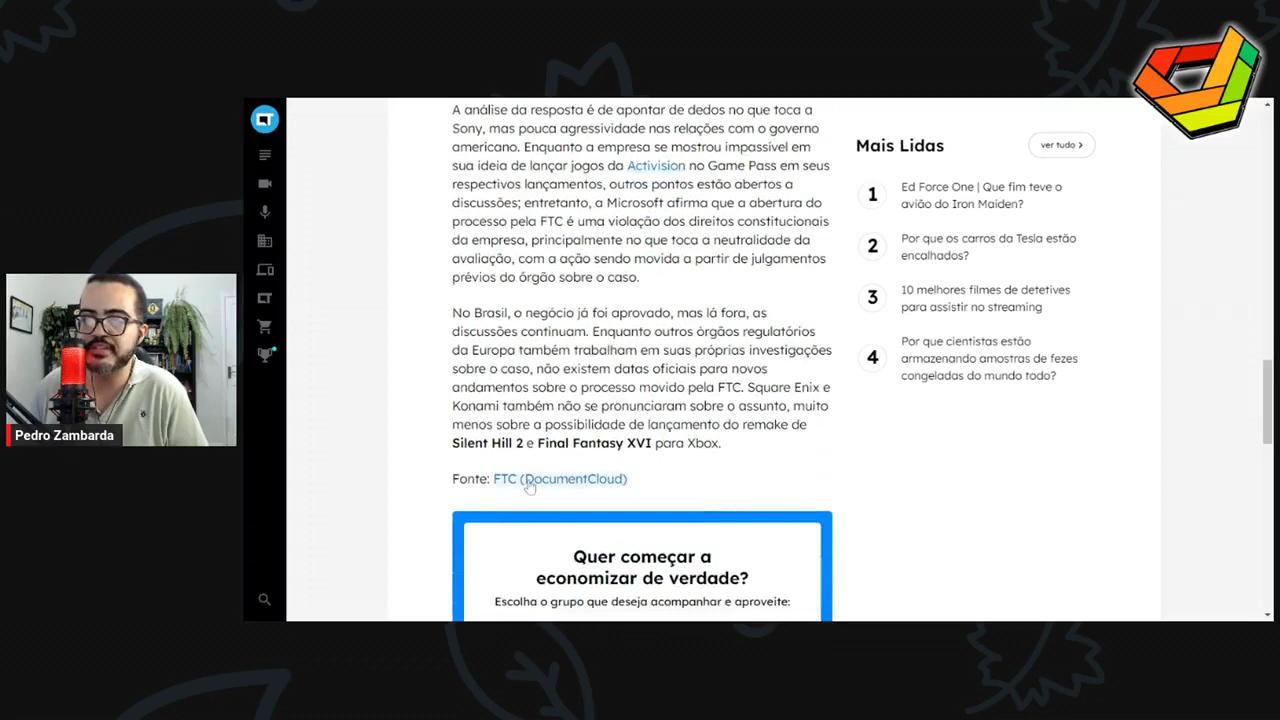 A análise da resposta é de apontar de dedos no que toca a
Sony, mas pouca agressividade nas relações com o governo
americano. Enquanto a empresa se mostrou impassível em
sua ideia de lançar jogos da Activision no Game Pass em seus
respectivos lançamentos, outros pontos estão abertos a
discussões; entretanto, a Microsoft afirma que a abertura do
processo pela FTC é uma violação dos direitos constitucionais
da empresa, principalmente no que toca a neutralidade da
avaliação, com a ação sendo movida a partir de julgamentos
prévios do órgão sobre o caso.
No Brasil, o negócio já foi aprovado, mas lá fora, as
discussões continuam. Enquanto outros órgãos regulatórios
da Europa também trabalham em suas próprias investigações
sobre o caso, não existem datas oficiais para novos
andamentos sobre o processo movido pela FTC. Square Enix e
Konami também não se pronunciaram sobre o assunto, muito
menos sobre a possibilidade de lançamento do remake de
Silent Hill 2 e Final Fantasy XVI para Xbox.
Fonte: FTC (DocumentCloud)
Quer começar a
economizar de verdade?
Escolha o grupo que deseja acompanhar e aproveite:
Mais Lidas
ver tudo
1
Ed Force One | Que fim teve o
avião do Iron Maiden?
2
Por que os carros da Tesla estão
encalhados?
3
10 melhores filmes de detetives
para assistir no streaming
4
Por que cientistas estão
armazenando amostras de fezes
congeladas do mundo todo?
Pedro Zambarda